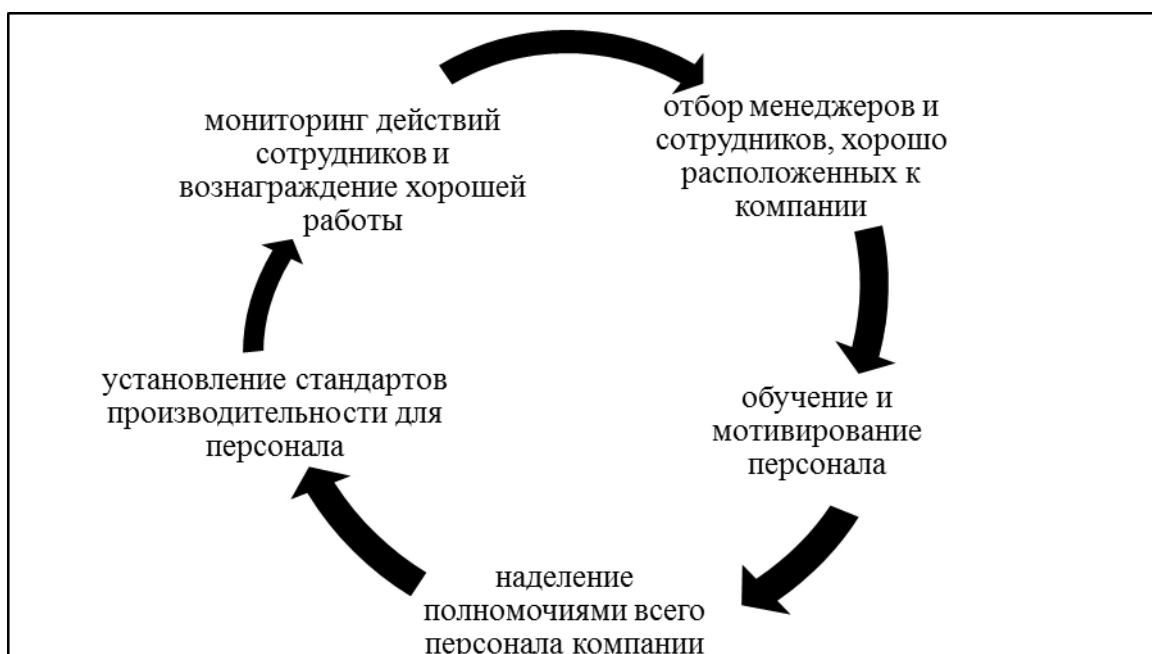 мониторинг действий
сотрудников и
вознаграждение хорошей
работы
отбор менеджеров и
сотрудников, хорошо
расположенных к
компании
обучение и
мотивирование
персонала
наделение
полномочиями всего
персонала компании
установление стандартов
производительности для
персонала